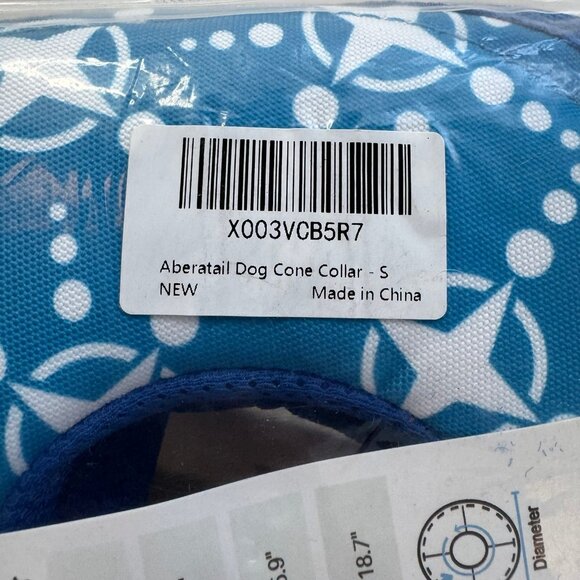 X003VCB5R7
Aberatail Dog Cone Collar - S
NEW Made in China
18.7"
Diameter